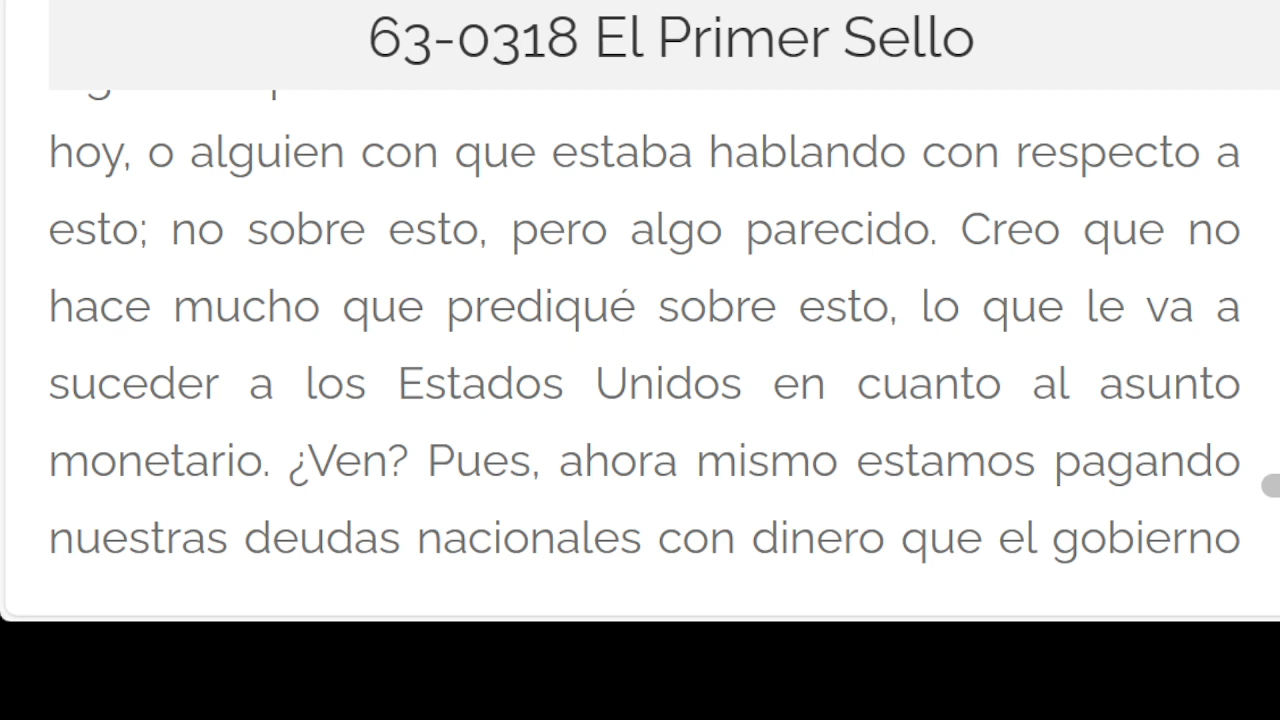 63-0318 El Primer Sello
hoy, o alguien con que estaba hablando con respecto a
esto; no sobre esto, pero algo parecido. Creo que no
hace mucho que prediqué sobre esto, lo que le va a
suceder a los Estados Unidos en cuanto al asunto
monetario. ¿Ven? Pues, ahora mismo estamos pagando
nuestras deudas nacionales con dinero que el gobierno